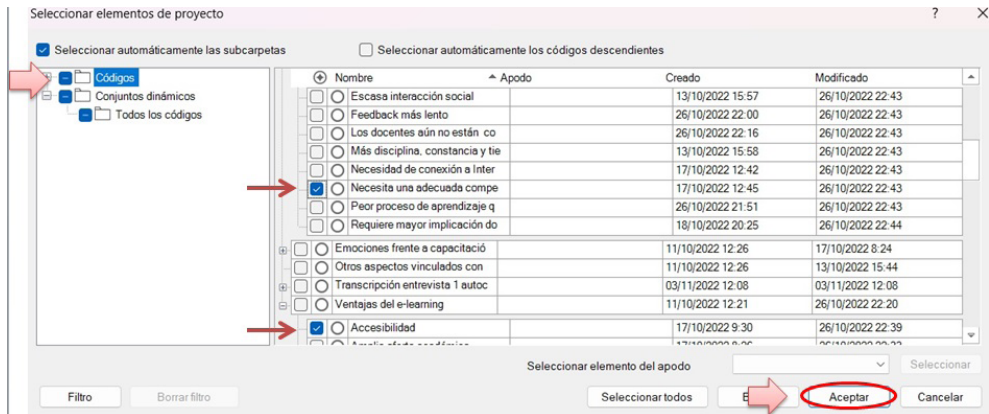 Seleccionar elementos de proyecto ? ×
Seleccionar automáticamente las subcarpetas Seleccionar automáticamente los códigos descendientes
Códigos
Conjuntos dinámicos
Todos los códigos
Nombre Apodo Creado Modificado
Escasa interacción social 13/10/2022 15:57 26/10/2022 22:43
Feedback más lento 26/10/2022 22:00 26/10/2022 22:43
Los docentes aún no están co 26/10/2022 22:16 26/10/2022 22:43
Más disciplina, constancia y tie 13/10/2022 15:58 26/10/2022 22:43
Necesidad de conexión a Inter 17/10/2022 12:42 26/10/2022 22:43
Necesita una adecuada compe 17/10/2022 12:45 26/10/2022 22:43
Peor proceso de aprendizaje q 26/10/2022 21:51 26/10/2022 22:43
Requiere mayor implicación do 18/10/2022 20:25 26/10/2022 22:44
Emociones frente a capacitació 11/10/2022 12:26 17/10/2022 8:24
Otros aspectos vinculados con 11/10/2022 12:26 13/10/2022 15:44
Transcripción entrevista 1 autoc 03/11/2022 12:08 03/11/2022 12:08
Ventajas del e-learning 11/10/2022 12:21 26/10/2022 22:20
Accesibilidad 17/10/2022 9:30 26/10/2022 22:39
Seleccionar elemento del apodo Seleccionar
Filtro Borrar filtro Seleccionar todos Aceptar Cancelar